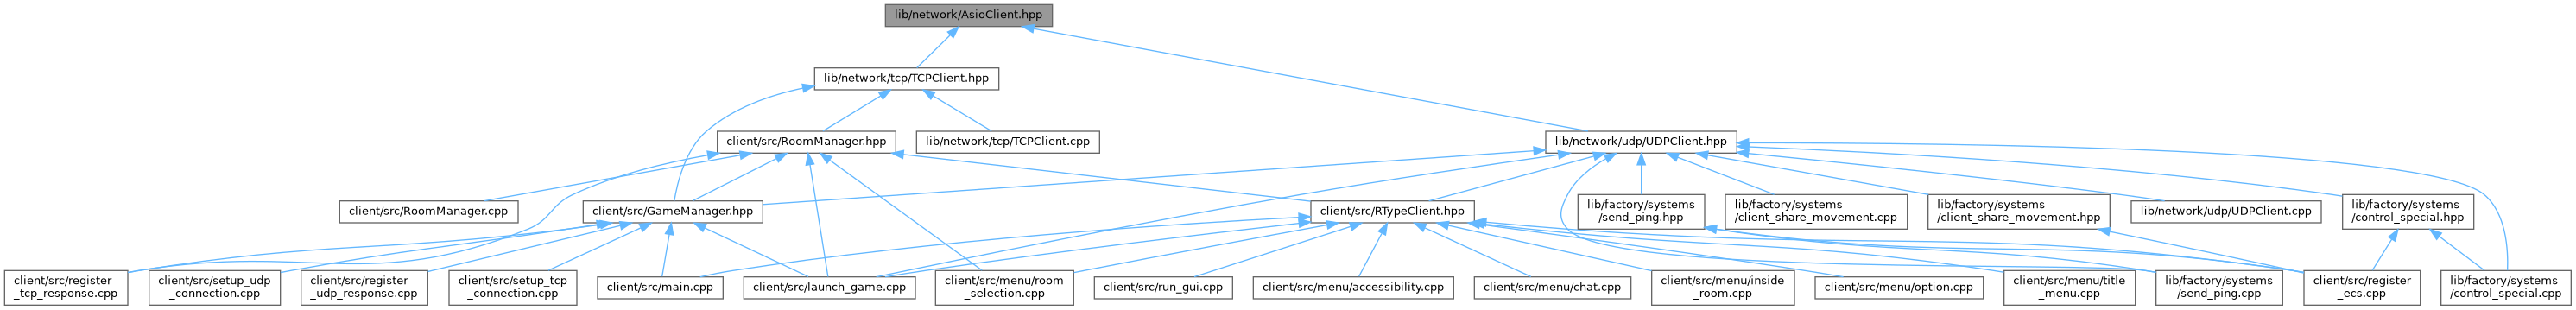 lib/network/AsioClient.hpp
lib/network/tcp/TCPClient.hpp
client/src/RoomManager.hpp
lib/network/tcp/TCPClient.cpp
lib/network/udp/UDPClient.hpp
client/src/RoomManager.cpp
client/src/GameManager.hpp
client/src/RTypeClient.hpp
lib/factory/systems
/send_ping.hpp
lib/factory/systems
/client_share_movement.cpp
lib/factory/systems
/client_share_movement.hpp
lib/network/udp/UDPClient.cpp
lib/factory/systems
/control_special.hpp
client/src/register
_tcp_response.cpp
client/src/setup_udp
_connection.cpp
client/src/register
_udp_response.cpp
client/src/setup_tcp
_connection.cpp
client/src/main.cpp
client/src/launch_game.cpp
client/src/menu/room
_selection.cpp
client/src/run_gui.cpp
client/src/menu/accessibility.cpp
client/src/menu/chat.cpp
client/src/menu/inside
_room.cpp
client/src/menu/option.cpp
client/src/menu/title
_menu.cpp
lib/factory/systems
/send_ping.cpp
client/src/register
_ecs.cpp
lib/factory/systems
/control_special.cpp